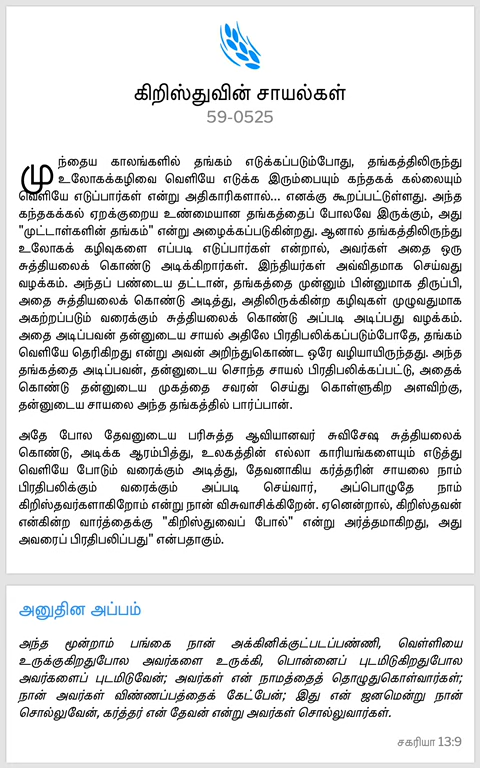 கிறிஸ்துவின் சாயல்கள்
59-0525
முந்தைய காலங்களில் தங்கம் எடுக்கப்படும்போது, தங்கத்திலிருந்து
உலோகக்கழிவை வெளியே எடுக்க இரும்பையும் கந்தகக் கல்லையும்
வெளியே எடுப்பார்கள் என்று அதிகாரிகளால்... எனக்கு கூறப்பட்டுள்ளது. அந்த
கந்தகக்கல் ஏறக்குறைய உண்மையான தங்கத்தைப் போலவே இருக்கும், அது
"முட்டாள்களின் தங்கம்" என்று அழைக்கப்படுகின்றது. ஆனால் தங்கத்திலிருந்து
உலோகக் கழிவுகளை எப்படி எடுப்பார்கள் என்றால், அவர்கள் அதை ஒரு
சுத்தியலைக் கொண்டு அடிக்கிறார்கள். இந்தியர்கள் அவ்விதமாக செய்வது
வழக்கம். அந்தப் பண்டைய தட்டான், தங்கத்தை முன்னும் பின்னுமாக திருப்பி,
அதை சுத்தியலைக் கொண்டு அடித்து, அதிலிருக்கின்ற கழிவுகள் முழுவதுமாக
அகற்றப்படும் வரைக்கும் சுத்தியலைக் கொண்டு அப்படி அடிப்பது வழக்கம்.
அதை அடிப்பவன் தன்னுடைய சாயல் அதிலே பிரதிபலிக்கப்படும்போதே, தங்கம்
வெளியே தெரிகிறது என்று அவன் அறிந்துகொண்ட ஒரே வழியாயிருந்தது. அந்த
தங்கத்தை அடிப்பவன், தன்னுடைய சொந்த சாயல் பிரதிபலிக்கப்பட்டு, அதைக்
கொண்டு தன்னுடைய முகத்தை சவரன் செய்து கொள்ளுகிற அளவிற்கு,
தன்னுடைய சாயலை அந்த தங்கத்தில் பார்ப்பான்.
அதே போல தேவனுடைய பரிசுத்த ஆவியானவர் சுவிசேஷ சுத்தியலைக்
கொண்டு, அடிக்க ஆரம்பித்து, உலகத்தின் எல்லா காரியங்களையும் எடுத்து
வெளியே போடும் வரைக்கும் அடித்து, தேவனாகிய கர்த்தரின் சாயலை நாம்
பிரதிபலிக்கும் வரைக்கும் அப்படி செய்வார், அப்பொழுதே நாம்
கிறிஸ்தவர்களாகிறோம் என்று நான் விசுவாசிக்கிறேன். ஏனென்றால், கிறிஸ்தவன்
என்கின்ற வார்த்தைக்கு "கிறிஸ்துவைப் போல்" என்று அர்த்தமாகிறது, அது
அவரைப் பிரதிபலிப்பது" என்பதாகும்.
அனுதின அப்பம்
அந்த மூன்றாம் பங்கை நான் அக்கினிக்குட்படப்பண்ணி, வெள்ளியை
உருக்குகிறதுபோல அவர்களை உருக்கி, பொன்னைப் புடமிடுகிறதுபோல
அவர்களைப் புடமிடுவேன்; அவர்கள் என் நாமத்தைத் தொழுதுகொள்வார்கள்;
நான் அவர்கள் விண்ணப்பத்தைக் கேட்பேன்; இது என் ஜனமென்று நான்
சொல்லுவேன், கர்த்தர் என் தேவன் என்று அவர்கள் சொல்லுவார்கள்.
சகரியா 13:9